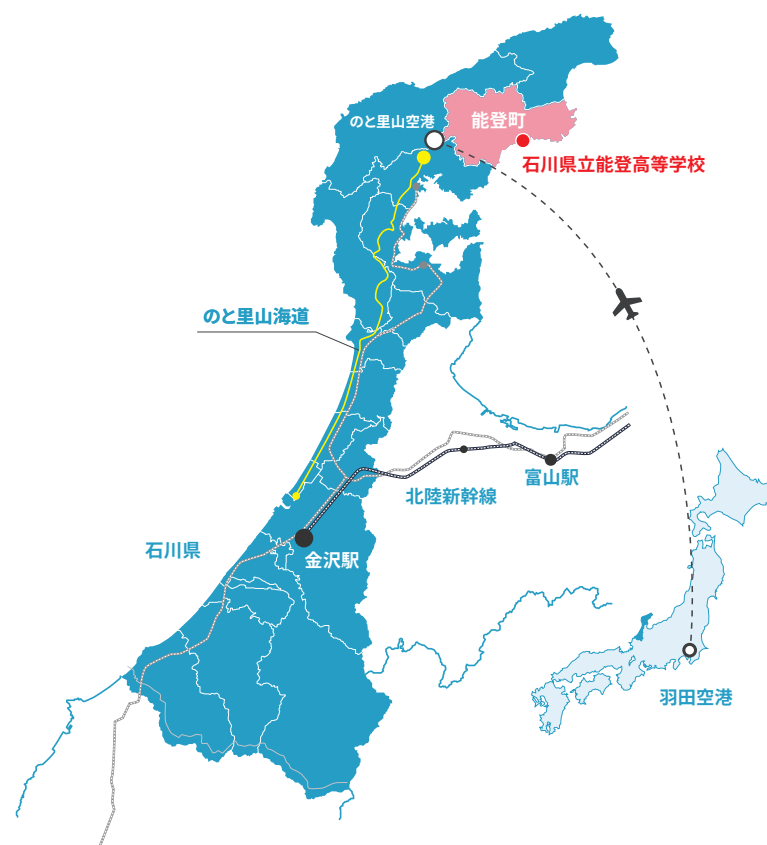 のと里山空港
能登町
石川県立能登高等学校
のと里山海道
富山駅
北陸新幹線
石川県
金沢駅
羽田空港